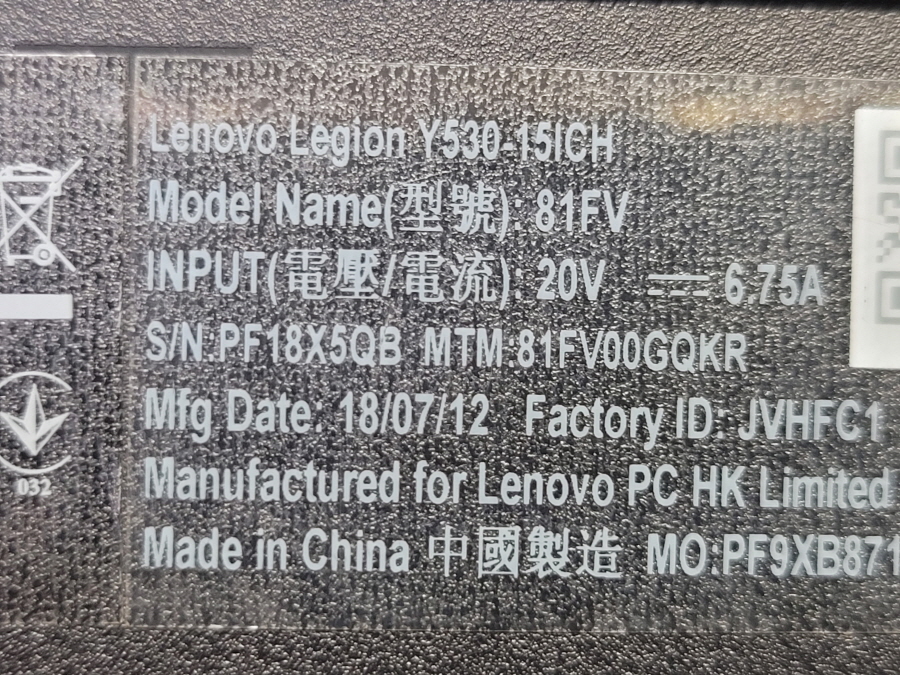 Lenovo Legion Y530-15ICH
Model Name(型號): 81FV
INPUT(電壓/電流): 20V ⎓ 6.75A
S/N:PF18X5QB MTM:81FV00GQKR
Mfg Date: 18/07/12 Factory ID: JVHFC1
032
Manufactured for Lenovo PC HK Limited
Made in China 中國製造 MO:PF9XB871